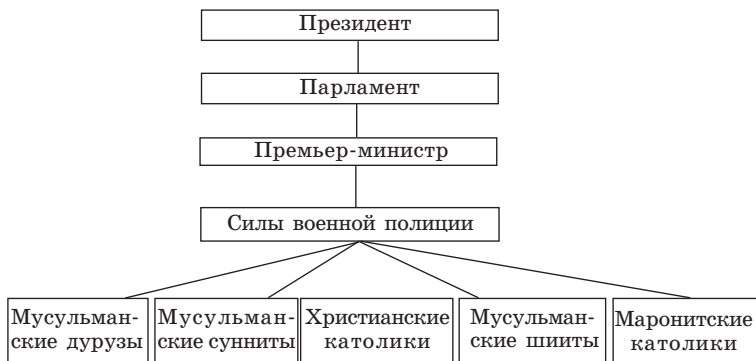 Президент
Парламент
Премьер-министр
Силы военной полиции
Мусульман-
ские друзы
Мусульман-
ские сунниты
Христианские
католики
Мусульман-
ские шииты
Маронитские
католики